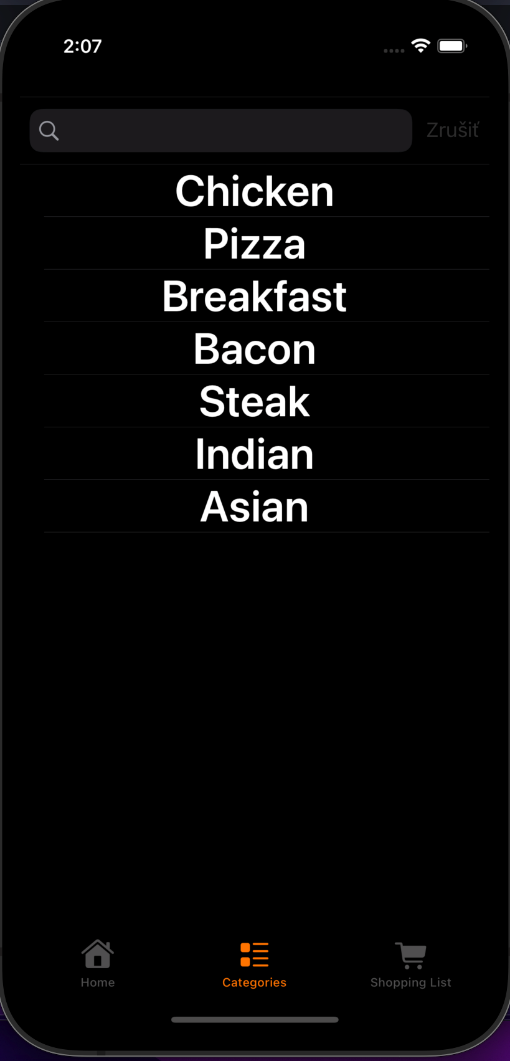 2:07
Zrušiť
Chicken
Pizza
Breakfast
Bacon
Steak
Indian
Asian
Home
Categories
Shopping List